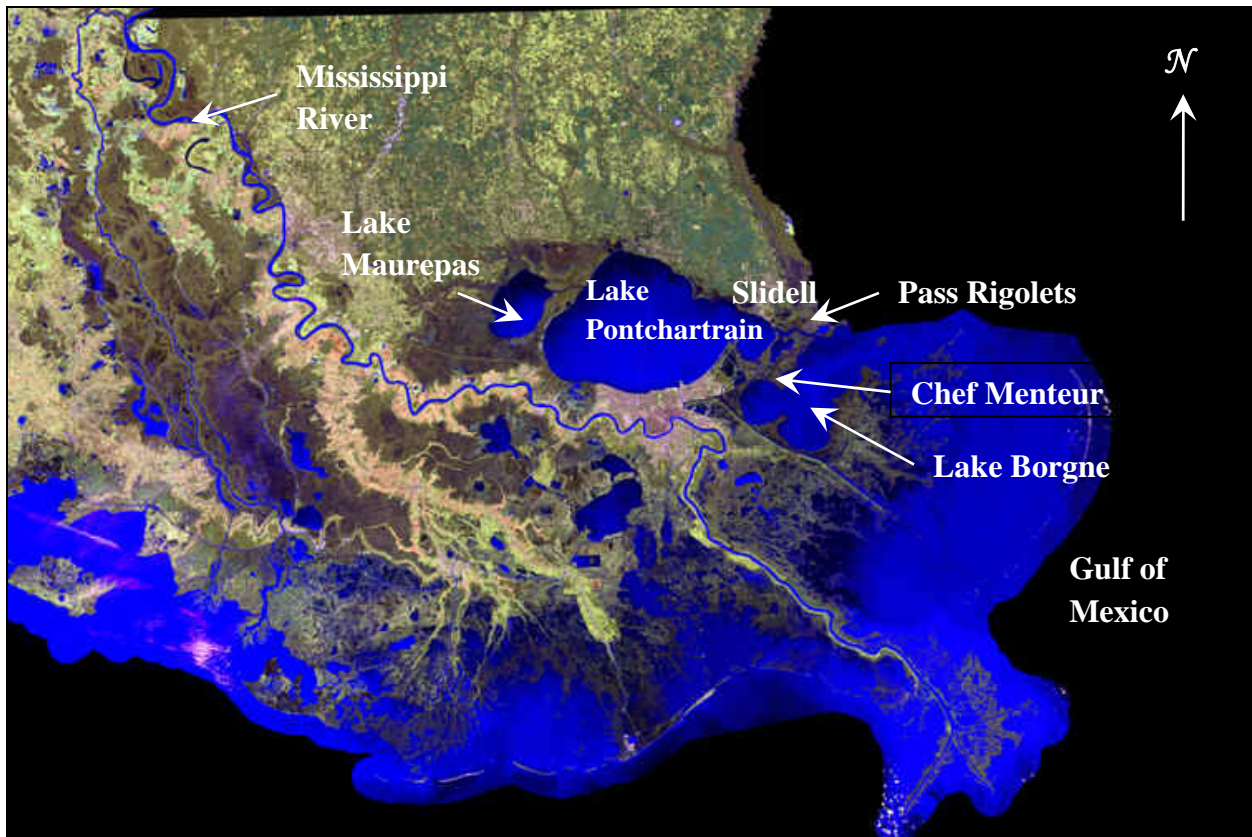 N
Mississippi
River
Lake
Maurepas
Lake
Pontchartrain
Slidell
Pass Rigolets
Chef Menteur
Lake Borgne
Gulf of
Mexico